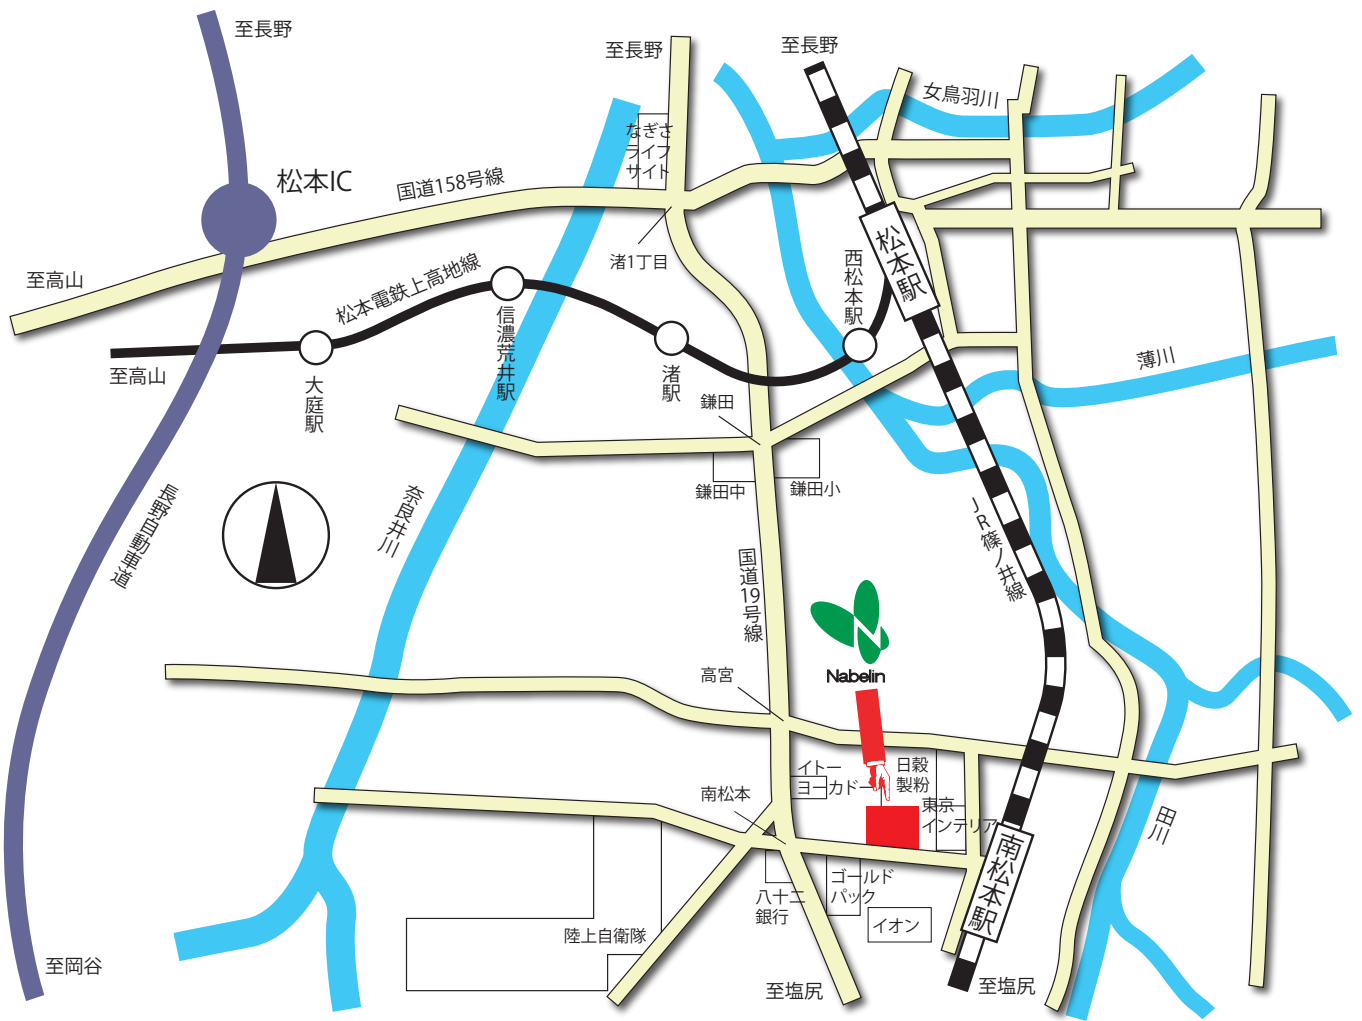 至長野
至長野
至長野
女鳥羽川
なぎさ
ライフ
サイト
松本IC
国道158号線
渚1丁目
松本駅
西松本駅
至高山
松本電鉄上高地線
信濃荒井駅
渚駅
薄川
至高山
大庭駅
鎌田
鎌田中
鎌田小
長野自動車道
奈良井川
JR篠ノ井線
国道19号線
高宮
Nabelin
イトー
ヨーカドー
日穀
製粉
南松本
東京
インテリア
田川
南松本駅
八十二
銀行
ゴールド
パック
イオン
陸上自衛隊
至岡谷
至塩尻
至塩尻